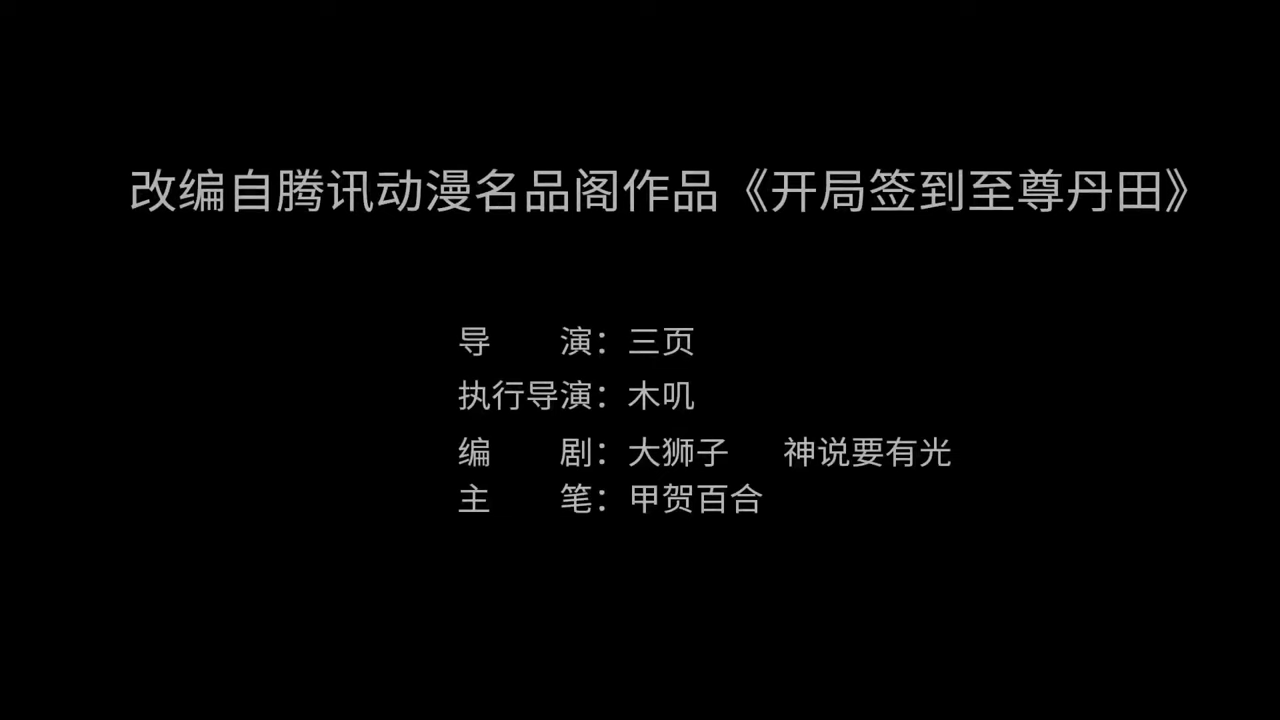 改编自腾讯动漫名品阁作品《开局签到至尊丹田》
导　　演：三页
执行导演：木叽
编　　剧：大狮子　神说要有光
主　　笔：甲贺百合